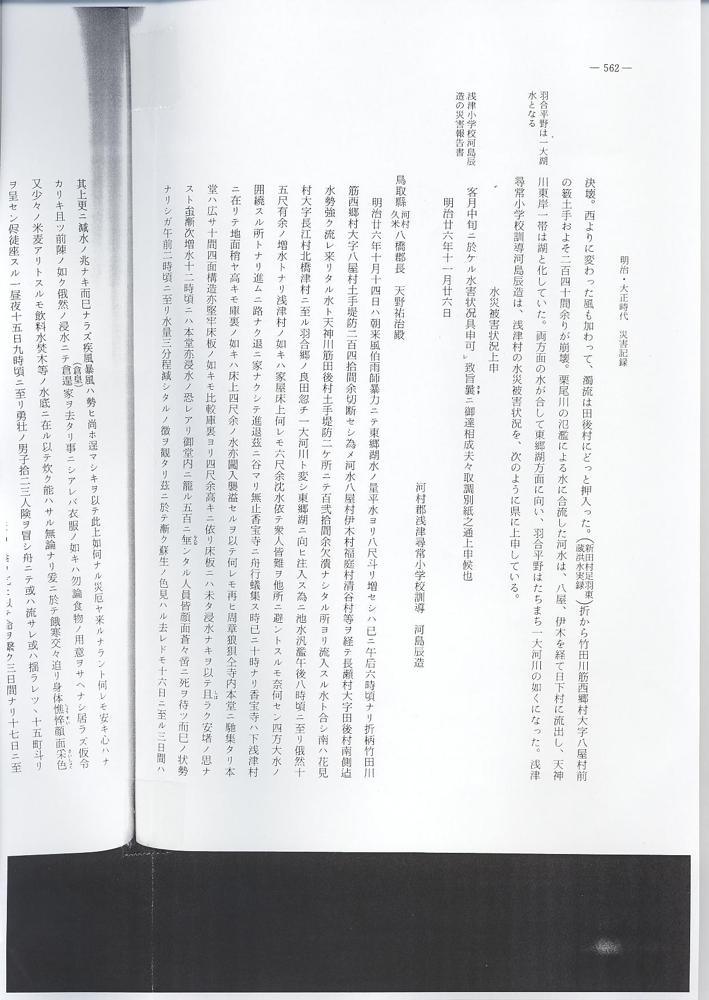 ― 562 ―
明治・大正時代　災害記録
羽合平野は一大湖
水となる
浅津小学校河島辰
造の災害報告書
決壊。西よりに変わった風も加わって、濁流は田後村にどっと押入った。(新田村足羽東蔵洪水実録)折から竹田川筋西郷村大字八屋村前
の籔土手およそ二百四十間余りが崩壊。栗尾川の氾濫による水に合流した河水は、八屋、伊木を経て日下村に流出し、天神
川東岸一帯は湖と化していた。両方面の水が合して東郷湖方面に向い、羽合平野はたちまち一大河川の如くになった。浅津
尋常小学校訓導河島辰造は、浅津村の水災被害状況を、次のように県に上申している。
水災被害状況上申
客月中旬ニ於ケル水害状況具申可レ致旨曩さきニ御達相成夫々取調別紙之通上申候也
明治廿六年十一月廿六日
河村郡浅津尋常小学校訓導　河島辰造
鳥取縣河村久米八橋郡長　天野祐治殿
明治廿六年十月十四日ハ朝来風伯雨師暴力ニテ東郷湖水ノ量平水ヨリ八尺斗リ増セシハ已ニ午后六時頃ナリ折柄竹田川
筋西郷村大字八屋村土手堤防二百四拾間余切断セシ為メ河水八屋村伊木村福庭村清谷村等ヲ経テ長瀬村大字田後村南側迠
水勢強ク流レ来リタル水ト天神川筋田後村土手堤防二ケ所ニテ百弐拾間余欠潰ナシタル所ヨリ流入スル水ト合シ南ハ花見
村大字長江村北橋津村ニ至ル羽合郷ノ良田忽チ一大河川ト変シ東郷湖ニ向ヒ注入ス為ニ池水汎濫午後八時頃ニ至リ俄然十
五尺有余ノ増水トナリ浅津村ノ如キハ家屋床上何レモ六尺余沈水依テ衆人皆難ヲ他所ニ避ントスルモ奈何セン四方大水ノ
囲繞スル所トナリ進ムニ路ナク退ニ家ナクシテ進退茲ニ谷マリ無止香宝寺ニ舟行蟻集ス時已ニ十時ナリ香宝寺ハ下浅津村
ニ在リテ地面稍ヤ高キモ庫裏ノ如キハ床上四尺余ノ水亦闖入襲溢セルヲ以テ何レモ再ヒ周章狼狽仝寺内本堂ニ馳集タリ本
堂ハ広サ十間四面構造亦堅牢床板ノ如キモ比較庫裏ヨリ四尺余高キニ依リ床板ニハ未タ浸水ナキヲ以テ且しばラク安堵ノ思ナ
スト虽漸次増水十二時頃ニハ本堂亦浸水ノ恐レアリ御堂内ニ籠ル五百ニ垂なんなンタル人員皆顔面蒼々啻ニ死ヲ待ツ而巳ノ状勢
ナリシガ午前二時頃ニ至リ水量三分程減シタルノ徴ヲ観タリ茲ニ於テ漸ク蘇生ノ色見ハル去レドモ十六日ニ至ル三日間ハ
其上更ニ減水ノ兆ナキ而巳ナラズ疾風暴風ハ勢ヒ尚ホ逞マシキヲ以テ此上如何ナル災厄ヤ来ルナラント何レモ安キ心ハナ
カリキ且ツ前陳ノ如ク俄然ノ浸水ニテ倉遑(倉皇)家ヲ去タリ事ニシアレバ衣服ノ如キハ勿論食物ノ用意ヲサヘナシ居ラズ仮令
又少々ノ米麦アリトスルモ飲料水焚木等ノ水底ニ在ル以テ炊ク能ハサル無論ナリ爰ニ於テ餓寒交々迫リ身体憔悴しょうすい顔面采色さいしょく
ヲ呈セン侭徒座スル一昼夜十五日九時頃ニ至リ勇壮ノ男子拾二三人険ヲ冒シ舟ニテ或ハ流サレ或ハ揺ラレツヽ十五町斗リ
以テ命ヲ繋ク三日間ナリ十七日ニ至